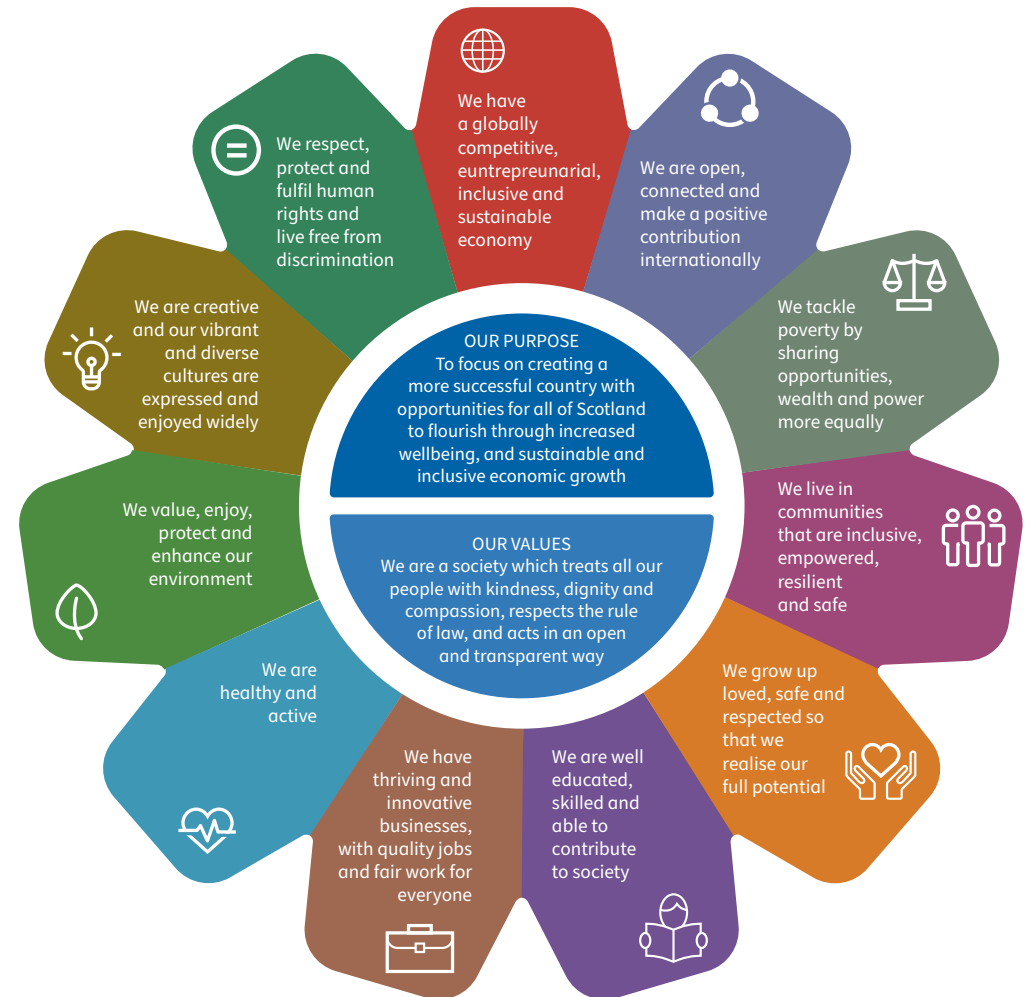 We have
a globally
competitive,
euntrepreunarial,
inclusive and
sustainable
economy
We are open,
connected and
make a positive
contribution
internationally
We tackle
poverty by
sharing
opportunities,
wealth and power
more equally
We live in
communities
that are inclusive,
empowered,
resilient
and safe
We grow up
loved, safe and
respected so
that we
realise our
full potential
We are well
educated,
skilled and
able to
contribute
to society
We have
thriving and
innovative
businesses,
with quality jobs
and fair work for
everyone
We are
healthy and
active
We value, enjoy,
protect and
enhance our
environment
We are creative
and our vibrant
and diverse
cultures are
expressed and
enjoyed widely
We respect,
protect and
fulfil human
rights and
live free from
discrimination
OUR PURPOSE
To focus on creating a
more successful country with
opportunities for all of Scotland
to flourish through increased
wellbeing, and sustainable and
inclusive economic growth
OUR VALUES
We are a society which treats all our
people with kindness, dignity and
compassion, respects the rule
of law, and acts in an open
and transparent way